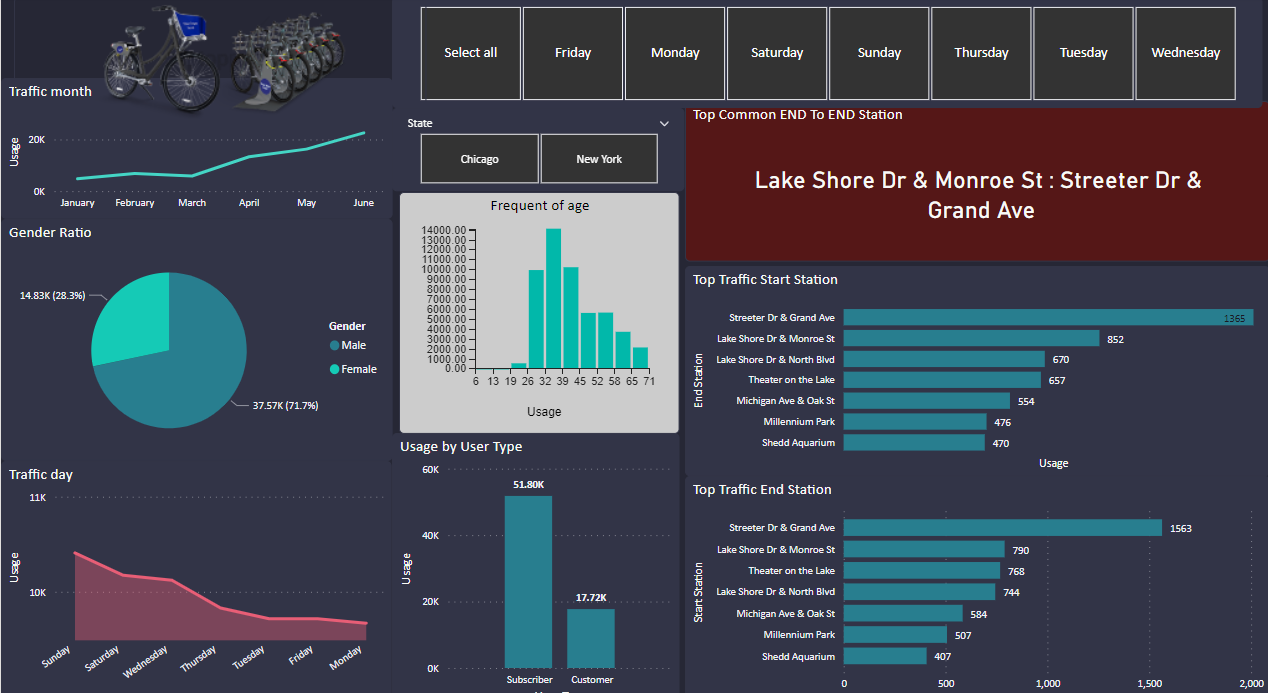 Select all
Friday
Monday
Saturday
Sunday
Thursday
Tuesday
Wednesday
Traffic month
Usage
20K
0K
January
February
March
April
May
June
State
Chicago
New York
Top Common END To END Station
Lake Shore Dr & Monroe St : Streeter Dr &
Grand Ave
Gender Ratio
14.83K (28.3%)
37.57K (71.7%)
Gender
Male
Female
Frequent of age
14000.00
13000.00
12000.00
11000.00
10000.00
9000.00
8000.00
7000.00
6000.00
5000.00
4000.00
3000.00
2000.00
1000.00
0.00
6 13 19 26 32 39 45 52 58 65 71
Usage
Top Traffic Start Station
End Station
Streeter Dr & Grand Ave 1365
Lake Shore Dr & Monroe St 852
Lake Shore Dr & North Blvd 670
Theater on the Lake 657
Michigan Ave & Oak St 554
Millennium Park 476
Shedd Aquarium 470
Usage
Traffic day
Usage
11K
10K
Sunday
Saturday
Wednesday
Thursday
Tuesday
Friday
Monday
Usage by User Type
Usage
60K
40K
20K
0K
51.80K
17.72K
Subscriber
Customer
Top Traffic End Station
Start Station
Streeter Dr & Grand Ave 1563
Lake Shore Dr & Monroe St 790
Theater on the Lake 768
Lake Shore Dr & North Blvd 744
Michigan Ave & Oak St 584
Millennium Park 507
Shedd Aquarium 407
0 500 1,000 1,500 2,000